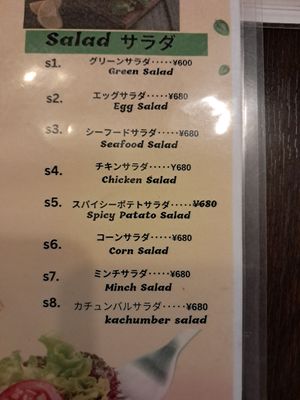 Salad サラダ
s1. グリーンサラダ·····¥600
Green Salad
s2. エッグサラダ·····¥680
Egg Salad
s3. シーフードサラダ·····¥680
Seafood Salad
s4. チキンサラダ·····Y680
Chicken Salad
s5. スパイシーポテトサラダ·····¥680
Spicy Patato Salad
s6. コーンサラダ·····¥680
Corn Salad
s7. ミンチサラダ·····¥680
Minch Salad
s8. カチュンバルサラダ·····¥680
kachumber salad